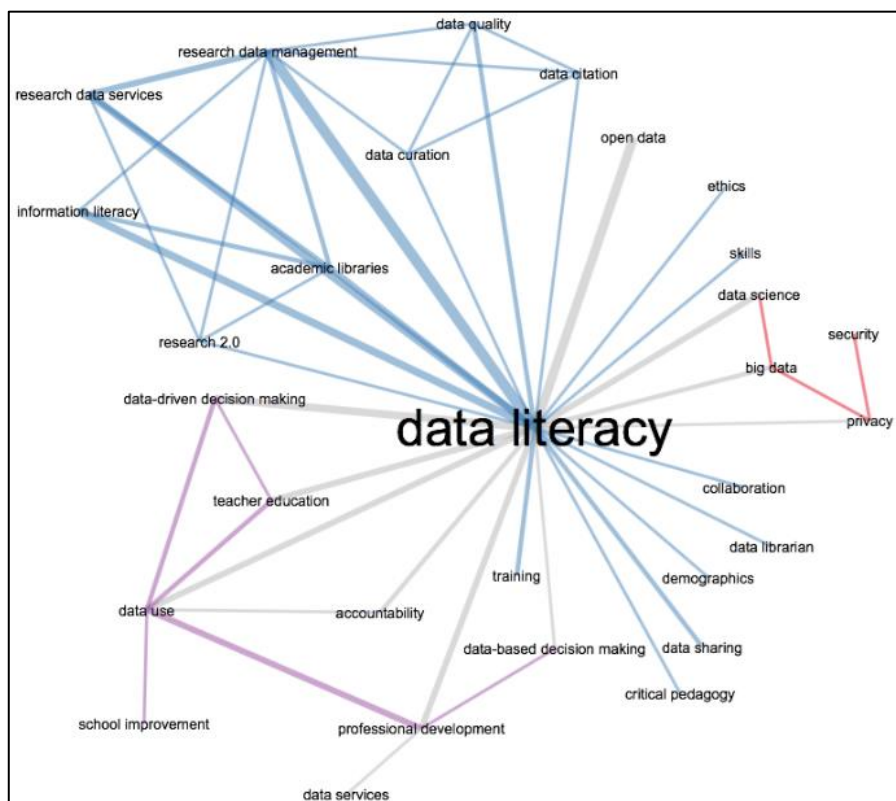 data quality
research data management
data citation
research data services
open data
data curation
ethics
information literacy
skills
academic libraries
data science
security
research 2.0
big data
data-driven decision making
privacy
data literacy
collaboration
teacher education
data librarian
training
demographics
data use
accountability
data-based decision making
data sharing
critical pedagogy
school improvement
professional development
data services